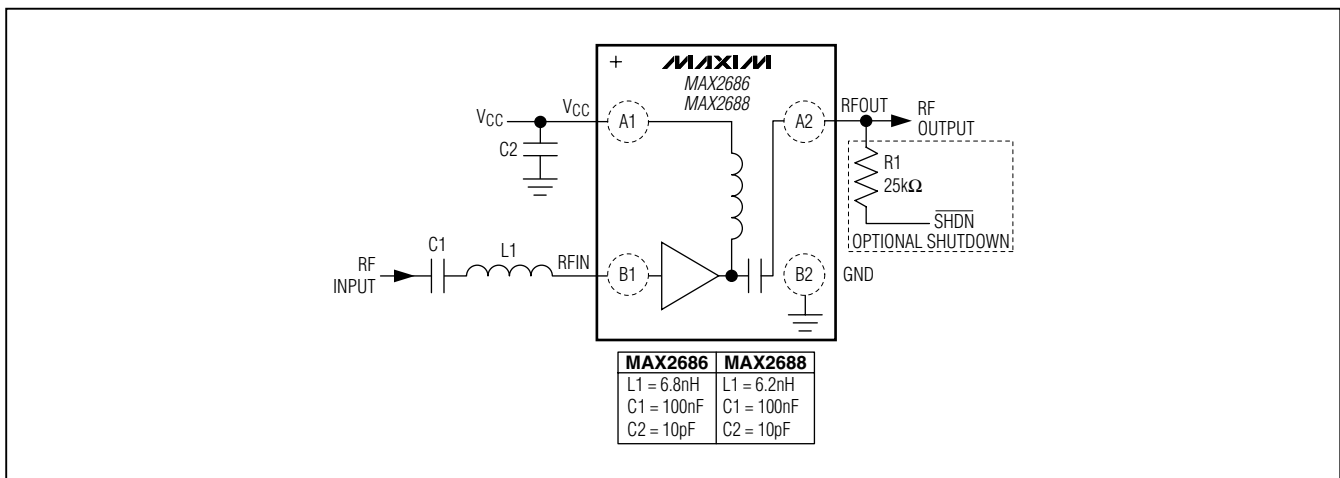 + MAXIM
MAX2686
MAX2688
VCC
VCC
A1
A2
RFOUT
RF
OUTPUT
C2
R1
25kΩ
SHDN
OPTIONAL SHUTDOWN
RF
INPUT
C1
L1
RFIN
B1
B2
GND
MAX2686 MAX2688
L1 = 6.8nH L1 = 6.2nH
C1 = 100nF C1 = 100nF
C2 = 10pF C2 = 10pF